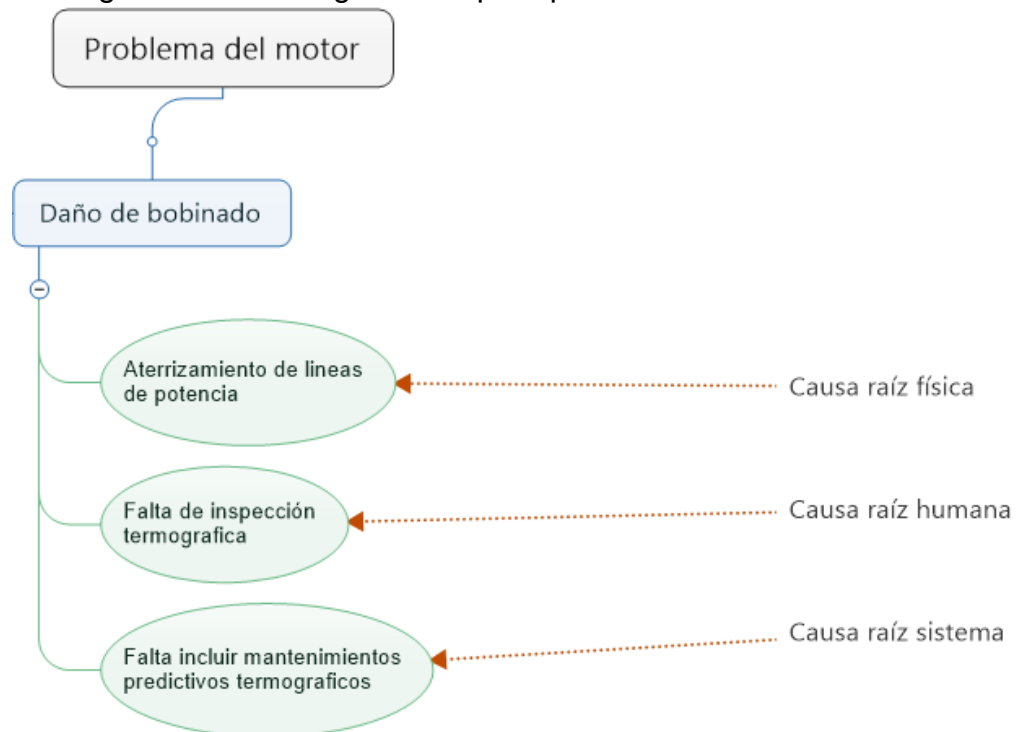 Problema del motor
Daño de bobinado
Aterrizamiento de lineas
de potencia
Causa raíz física
Falta de inspección
termografica
Causa raíz humana
Falta incluir mantenimientos
predictivos termograficos
Causa raíz sistema